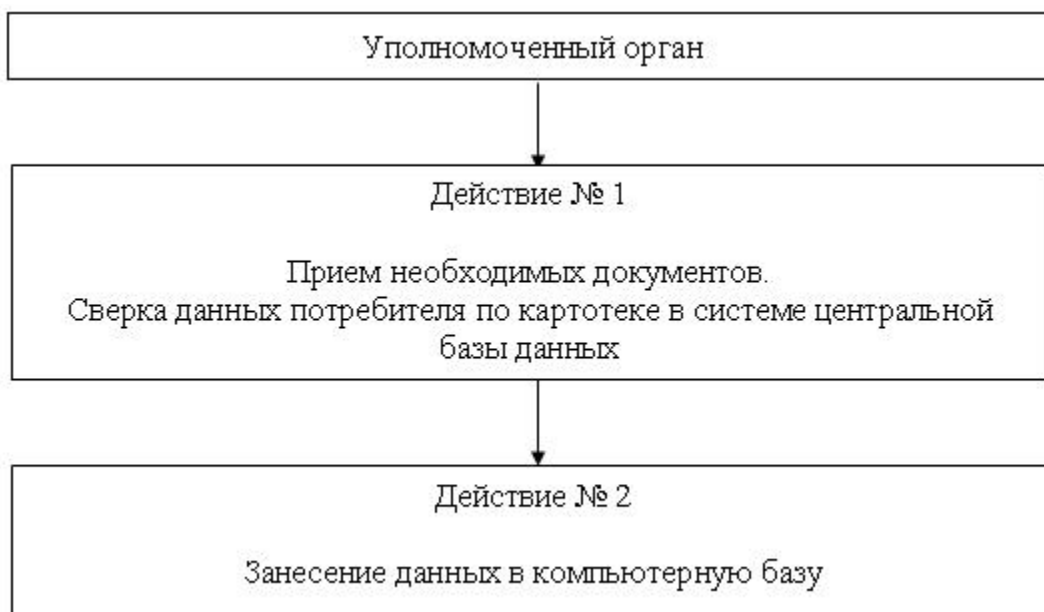 Уполномоченный орган
Действие № 1
Прием необходимых документов.
Сверка данных потребителя по картотеке в системе центральной
базы данных
Действие № 2
Занесение данных в компьютерную базу